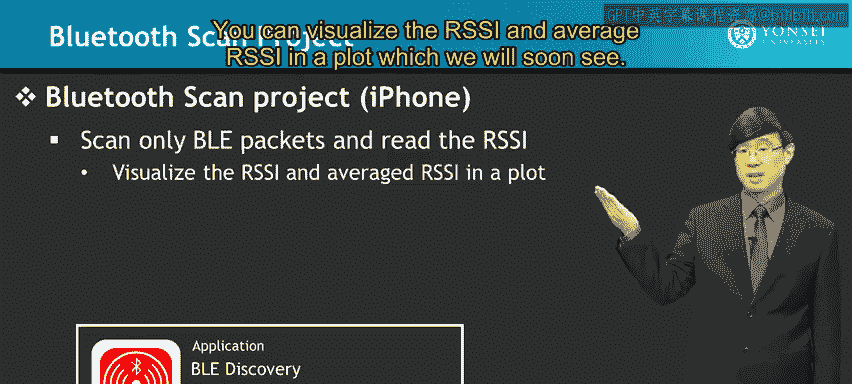 Bluetooth Scan Project
You can visualize the RSSI and average
RSSI in a plot which we will soon see.
YONSEI
UNIVERSITY
❖ Bluetooth Scan project (iPhone)
▪ Scan only BLE packets and read the RSSI
• Visualize the RSSI and averaged RSSI in a plot
Application
BLE Discovery